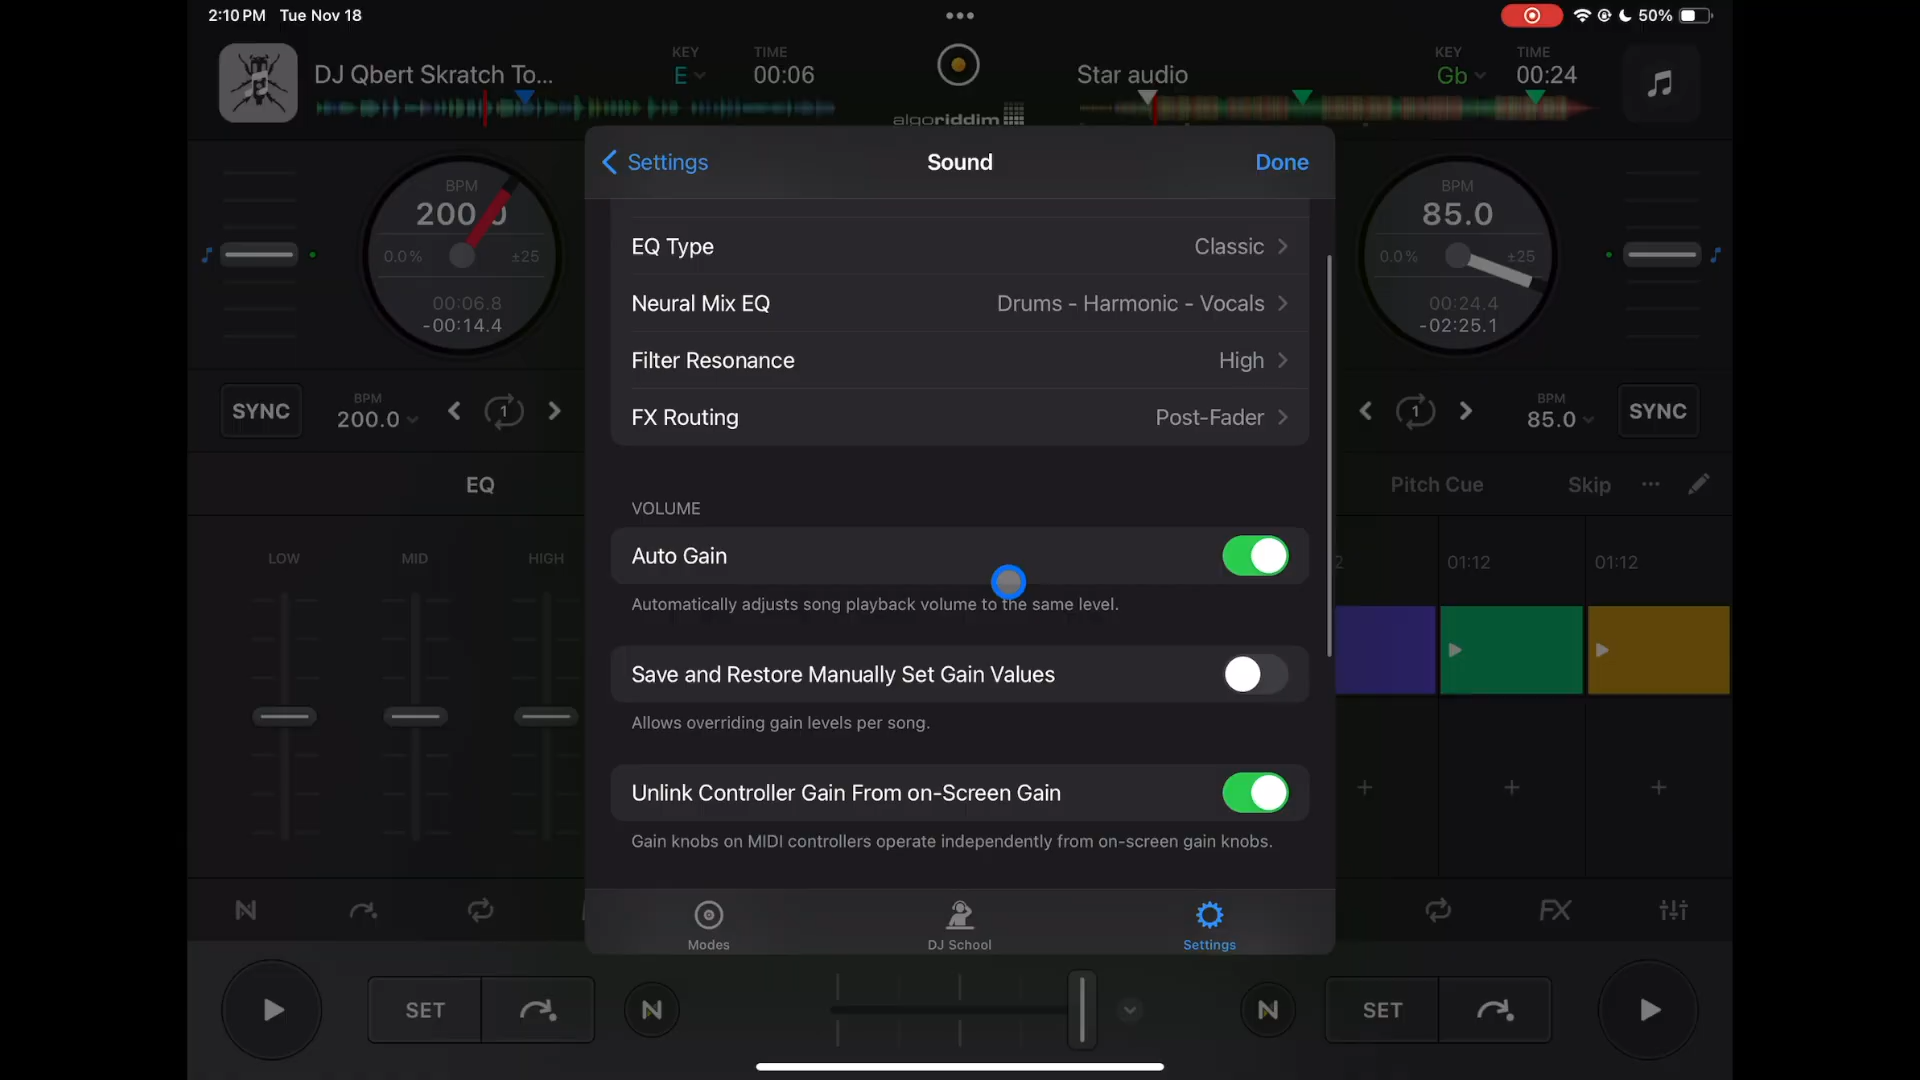 2:10 PM Tue Nov 18
50%
DJ Qbert Skratch To...
KEY
E
TIME
00:06
algoriddim
Star audio
KEY
Gb
TIME
00:24
Settings
Sound
Done
BPM
0.0%
±25
00:06.8
-00:14.4
BPM
85.0
0.0%
±25
00:24.4
-02:25.1
EQ Type
Classic
Neural Mix EQ
Drums - Harmonic - Vocals
Filter Resonance
High
FX Routing
Post-Fader
SYNC
BPM
200.0
1
1
BPM
85.0
SYNC
EQ
Pitch Cue
Skip
LOW
MID
HIGH
VOLUME
Auto Gain
Automatically adjusts song playback volume to the same level.
Save and Restore Manually Set Gain Values
Allows overriding gain levels per song.
Unlink Controller Gain From on-Screen Gain
Gain knobs on MIDI controllers operate independently from on-screen gain knobs.
01:12
01:12
Modes
DJ School
Settings
FX
SET
SET